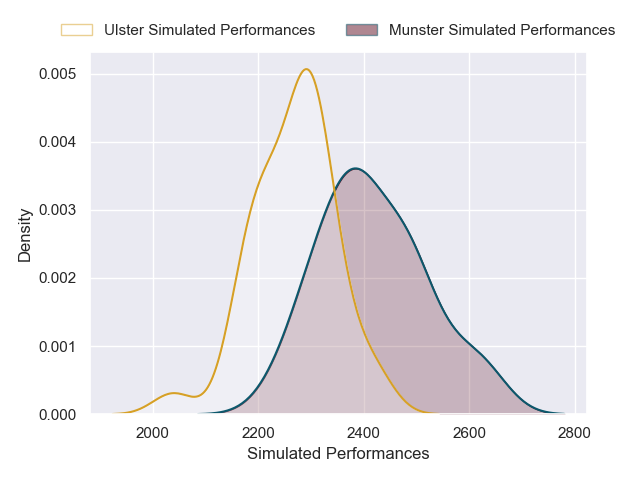 Ulster Simulated Performances Munster Simulated Performances
0.005
0.004
0.003
0.002
0.001
0.000
Density
2000 2200 2400 2600 2800
Simulated Performances